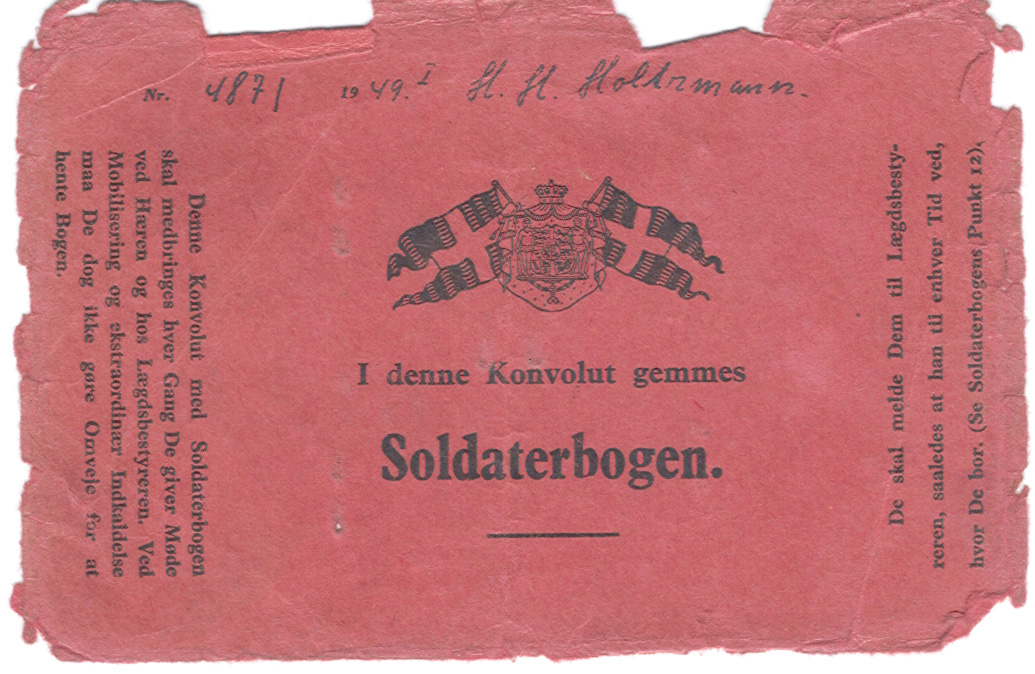 Nr. 4871 1949.I H. H. Holtzmann.
Denne Konvolut med Soldaterbogen
skal medbringes hver Gang De giver Møde
ved Hæren og hos Lægdsbestyreren. Ved
Mobilisering og ekstraordinær Indkaldelse
maa De dog ikke gøre Omveje for at
hente Bogen.
I denne Konvolut gemmes
Soldaterbogen.
De skal melde Dem til Lægdsbesty-
reren, saaledes at han til enhver Tid ved,
hvor De bor. (Se Soldaterbogens Punkt 12).